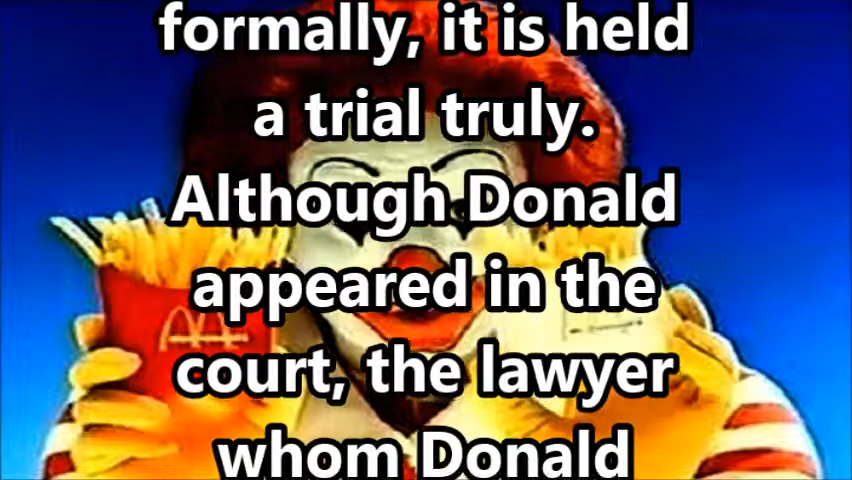 formally, it is held
a trial truly.
Although Donald
appeared in the
court, the lawyer
whom Donald